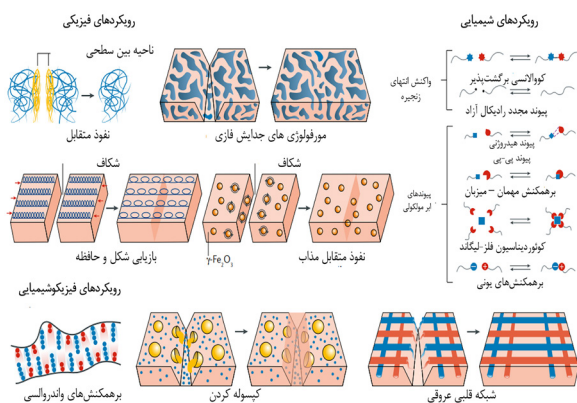 رویکردهای فیزیکی
ناحیه بین سطحی
نفوذ متقابل
مورفولوژی های جدایش فازی
شکاف
شکاف
بازیابی شکل و حافظه
γ-Fe₂O₃
نفوذ متقابل مذاب
رویکردهای شیمیایی
واکنش انتهای
زنجیره
کووالانسی برگشت‌پذیر
پیوند مجدد رادیکال آزاد
پیوندهای
ابر مولکولی
پیوند هیدروژنی
پیوند پی-پی
برهمکنش مهمان – میزبان
کوئوردیناسیون فلز-لیگاند
برهمکنش‌های یونی
رویکردهای فیزیکوشیمیایی
برهمکنش‌های واندروالسی
کپسوله کردن
شبکه قلبی عروقی